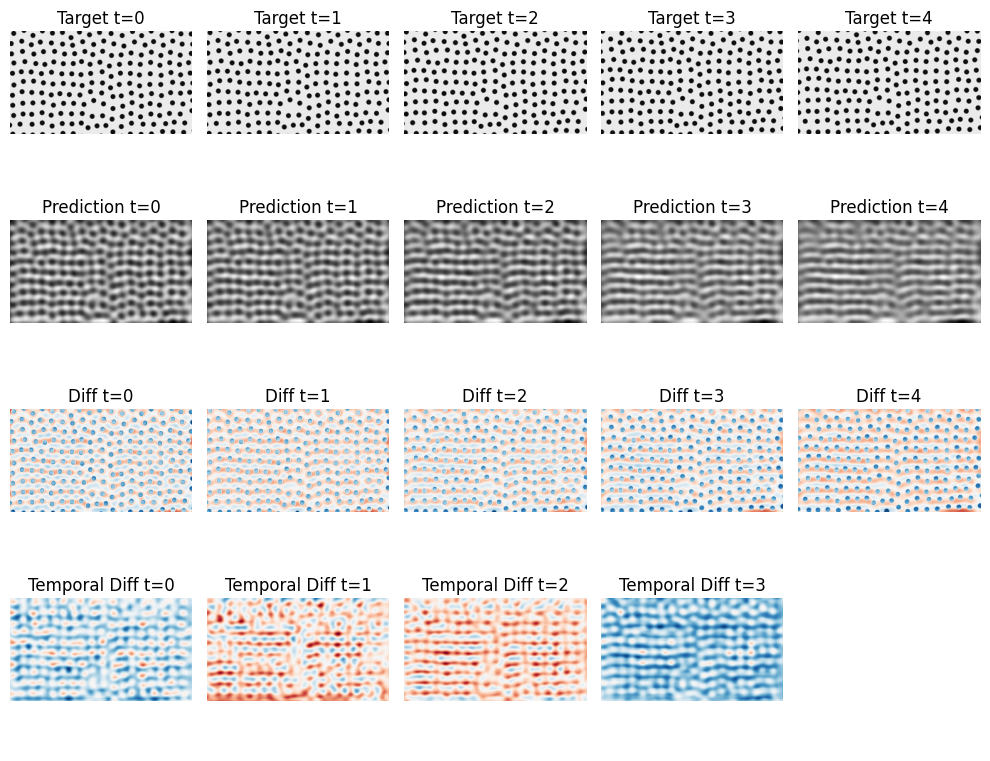 Target t=0
Target t=1
Target t=2
Target t=3
Target t=4
Prediction t=0
Prediction t=1
Prediction t=2
Prediction t=3
Prediction t=4
Diff t=0
Diff t=1
Diff t=2
Diff t=3
Diff t=4
Temporal Diff t=0
Temporal Diff t=1
Temporal Diff t=2
Temporal Diff t=3